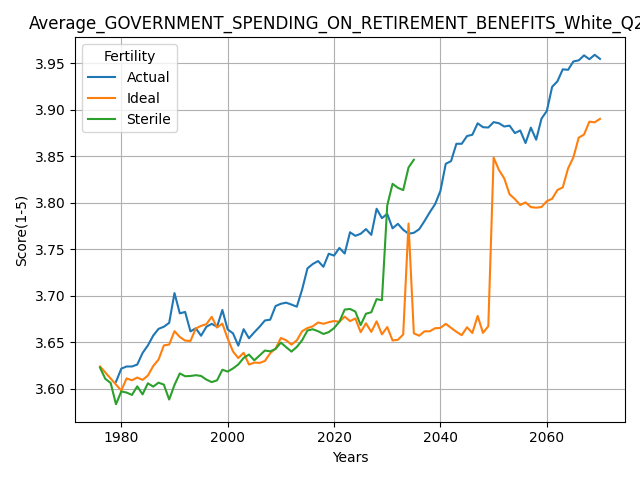 Average_GOVERNMENT_SPENDING_ON_RETIREMENT_BENEFITS_White_Q2
Fertility
Actual
Ideal
Sterile
Score(1-5)
3.95
3.90
3.85
3.80
3.75
3.70
3.65
3.60
1980 2000 2020 2040 2060
Years